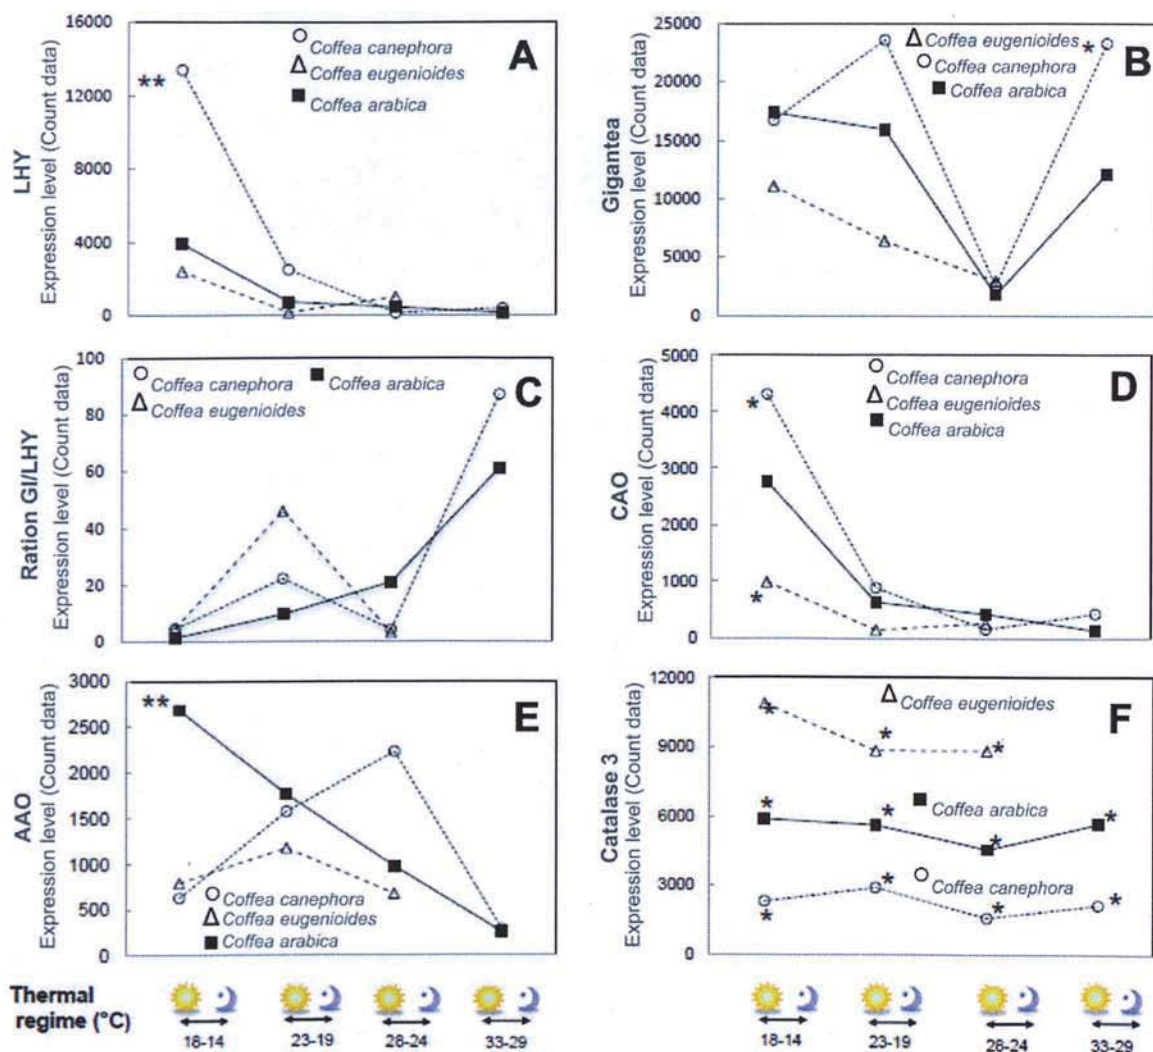 LHY
Expression level (Count data)
16000
12000
8000
4000
0
**
Coffea canephora
Coffea eugenioides
Coffea arabica
A
Gigantea
Expression level (Count data)
25000
20000
15000
10000
5000
0
Coffea eugenioides
Coffea canephora
Coffea arabica
*
B
Ration GI/LHY
Expression level (Count data)
100
80
60
40
20
0
Coffea canephora
Coffea arabica
Coffea eugenioides
C
CAO
Expression level (Count data)
5000
4000
3000
2000
1000
0
*
*
Coffea canephora
Coffea eugenioides
Coffea arabica
D
AAO
Expression level (Count data)
3000
2500
2000
1500
1000
500
0
**
E
Coffea canephora
Coffea eugenioides
Coffea arabica
Catalase 3
Expression level (Count data)
12000
9000
6000
3000
0
Coffea eugenioides
F
* * *
Coffea arabica
* * * *
Coffea canephora
* * * *
Thermal
regime (°C)
18-14 23-19 28-24 33-29
18-14 23-19 28-24 33-29